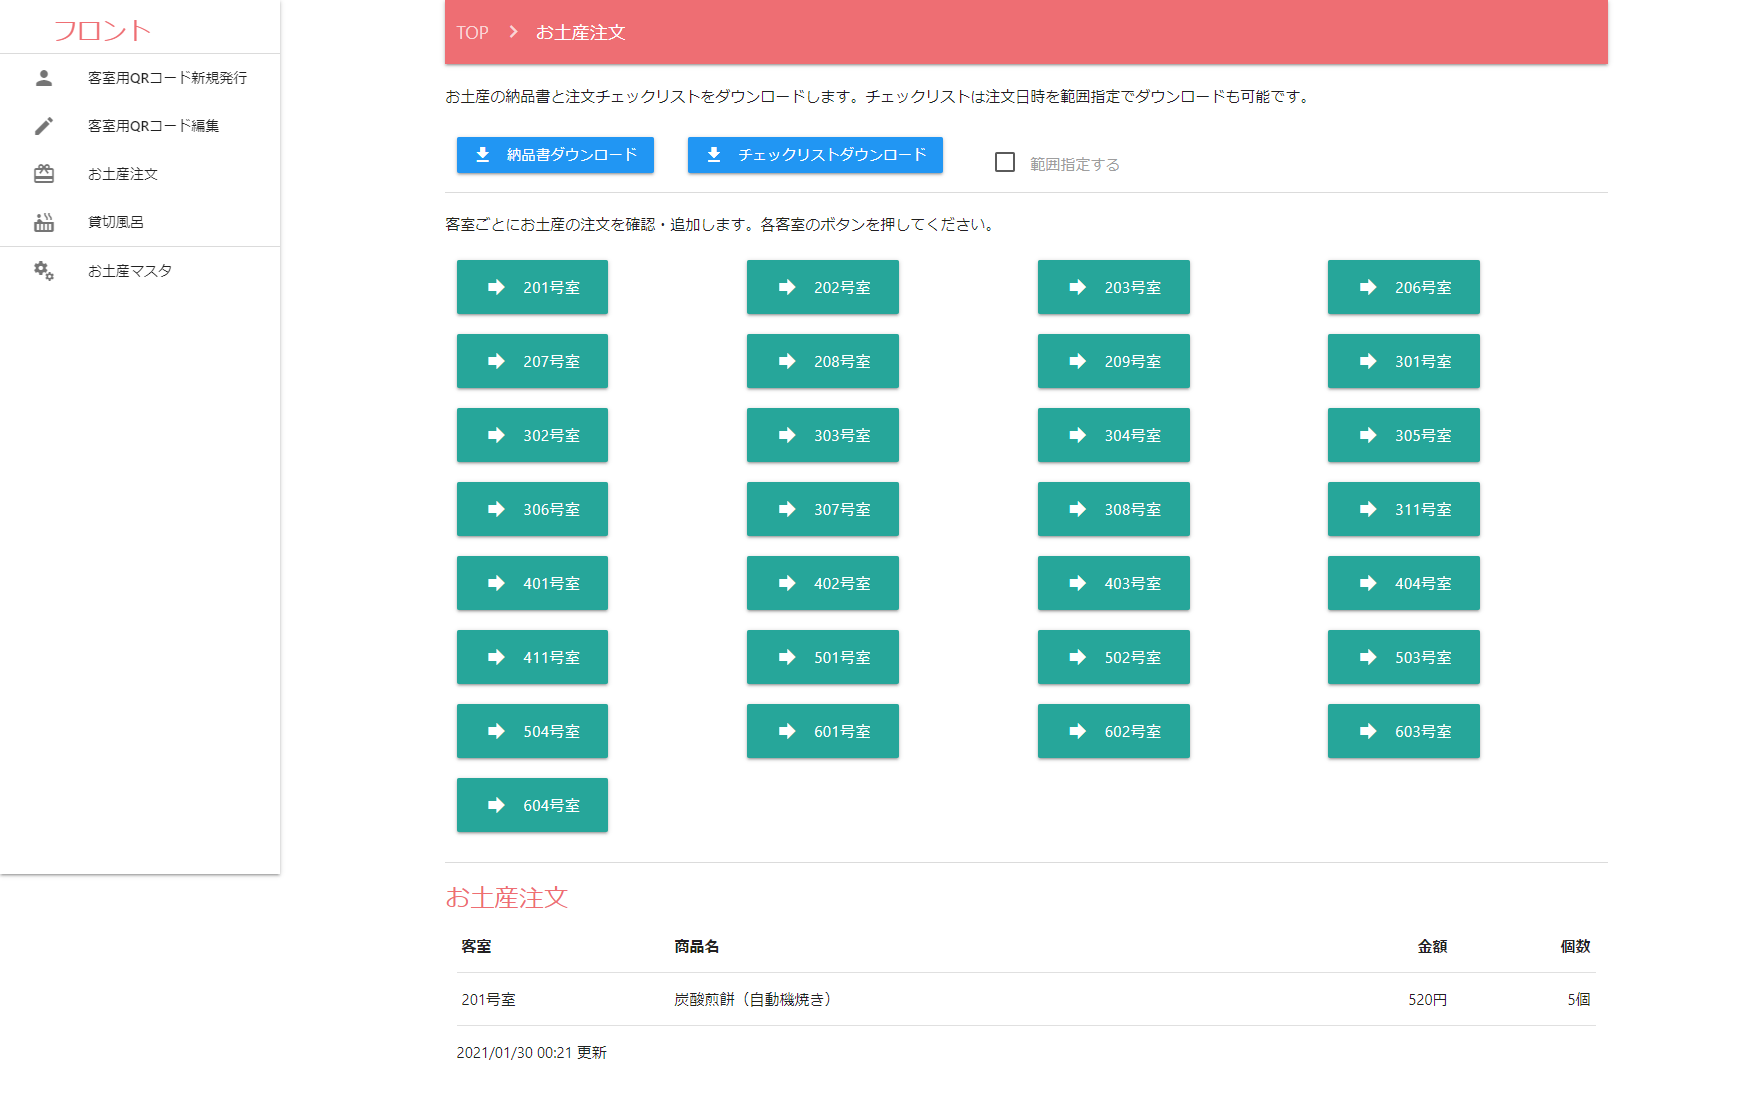 フロント
客室用QRコード新規発行
客室用QRコード編集
お土産注文
貸切風呂
お土産マスタ
TOP お土産注文
お土産の納品書と注文チェックリストをダウンロードします。チェックリストは注文日時を範囲指定でダウンロードも可能です。
納品書ダウンロード チェックリストダウンロード 範囲指定する
客室ごとにお土産の注文を確認・追加します。各客室のボタンを押してください。
201号室 202号室 203号室 206号室
207号室 208号室 209号室 301号室
302号室 303号室 304号室 305号室
306号室 307号室 308号室 311号室
401号室 402号室 403号室 404号室
411号室 501号室 502号室 503号室
504号室 601号室 602号室 603号室
604号室
お土産注文
客室 商品名 金額 個数
201号室 炭酸煎餅（自動機焼き） 520円 5個
2021/01/30 00:21 更新